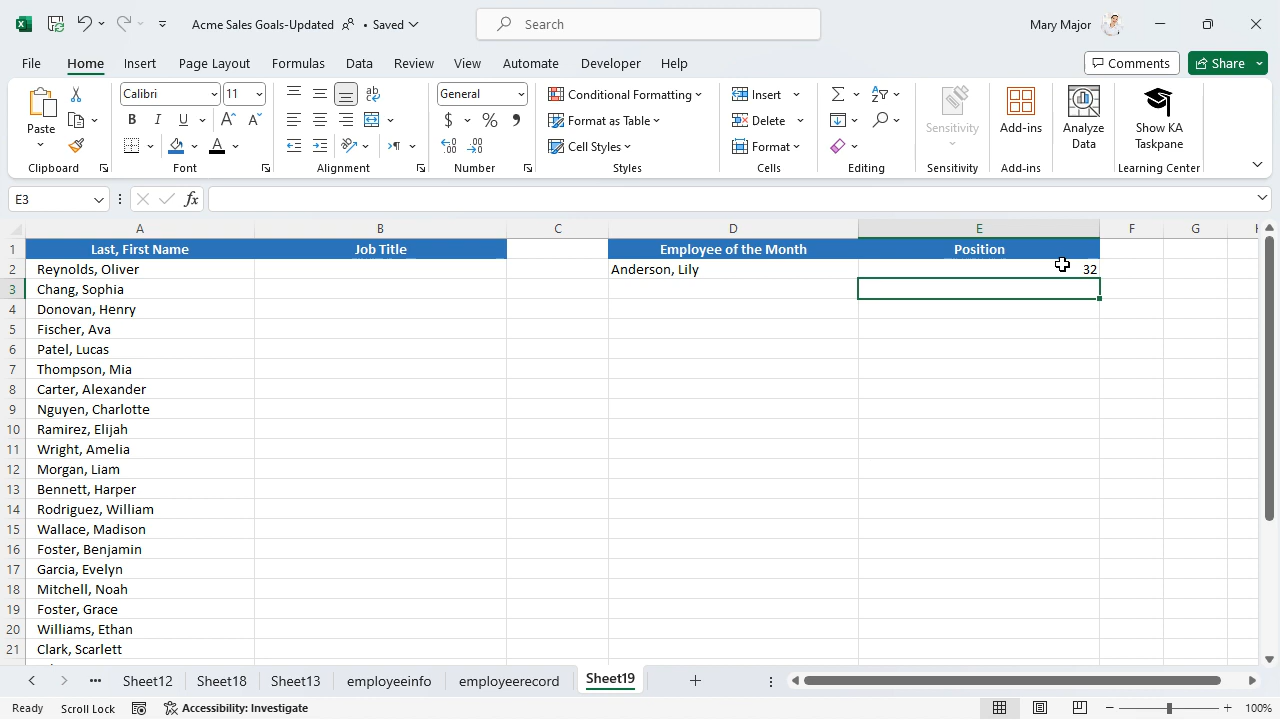 Acme Sales Goals-Updated • Saved
Search
Mary Major
File Home Insert Page Layout Formulas Data Review View Automate Developer Help
Comments Share
Paste
Clipboard
Calibri 11
B I U A A
A
Font
ab
Alignment
General
$ % ,
Number
Conditional Formatting
Format as Table
Cell Styles
Styles
Insert
Delete
Format
Cells
Editing
Sensitivity
Sensitivity
Add-ins
Add-ins
Analyze
Data
Show KA
Taskpane
Learning Center
E3 fx
A B C D E F G
1 Last, First Name Job Title Employee of the Month Position
2 Reynolds, Oliver Anderson, Lily 32
3 Chang, Sophia
4 Donovan, Henry
5 Fischer, Ava
6 Patel, Lucas
7 Thompson, Mia
8 Carter, Alexander
9 Nguyen, Charlotte
10 Ramirez, Elijah
11 Wright, Amelia
12 Morgan, Liam
13 Bennett, Harper
14 Rodriguez, William
15 Wallace, Madison
16 Foster, Benjamin
17 Garcia, Evelyn
18 Mitchell, Noah
19 Foster, Grace
20 Williams, Ethan
21 Clark, Scarlett
Sheet12 Sheet18 Sheet13 employeeinfo employeerecord Sheet19
Ready Scroll Lock Accessibility: Investigate 100%